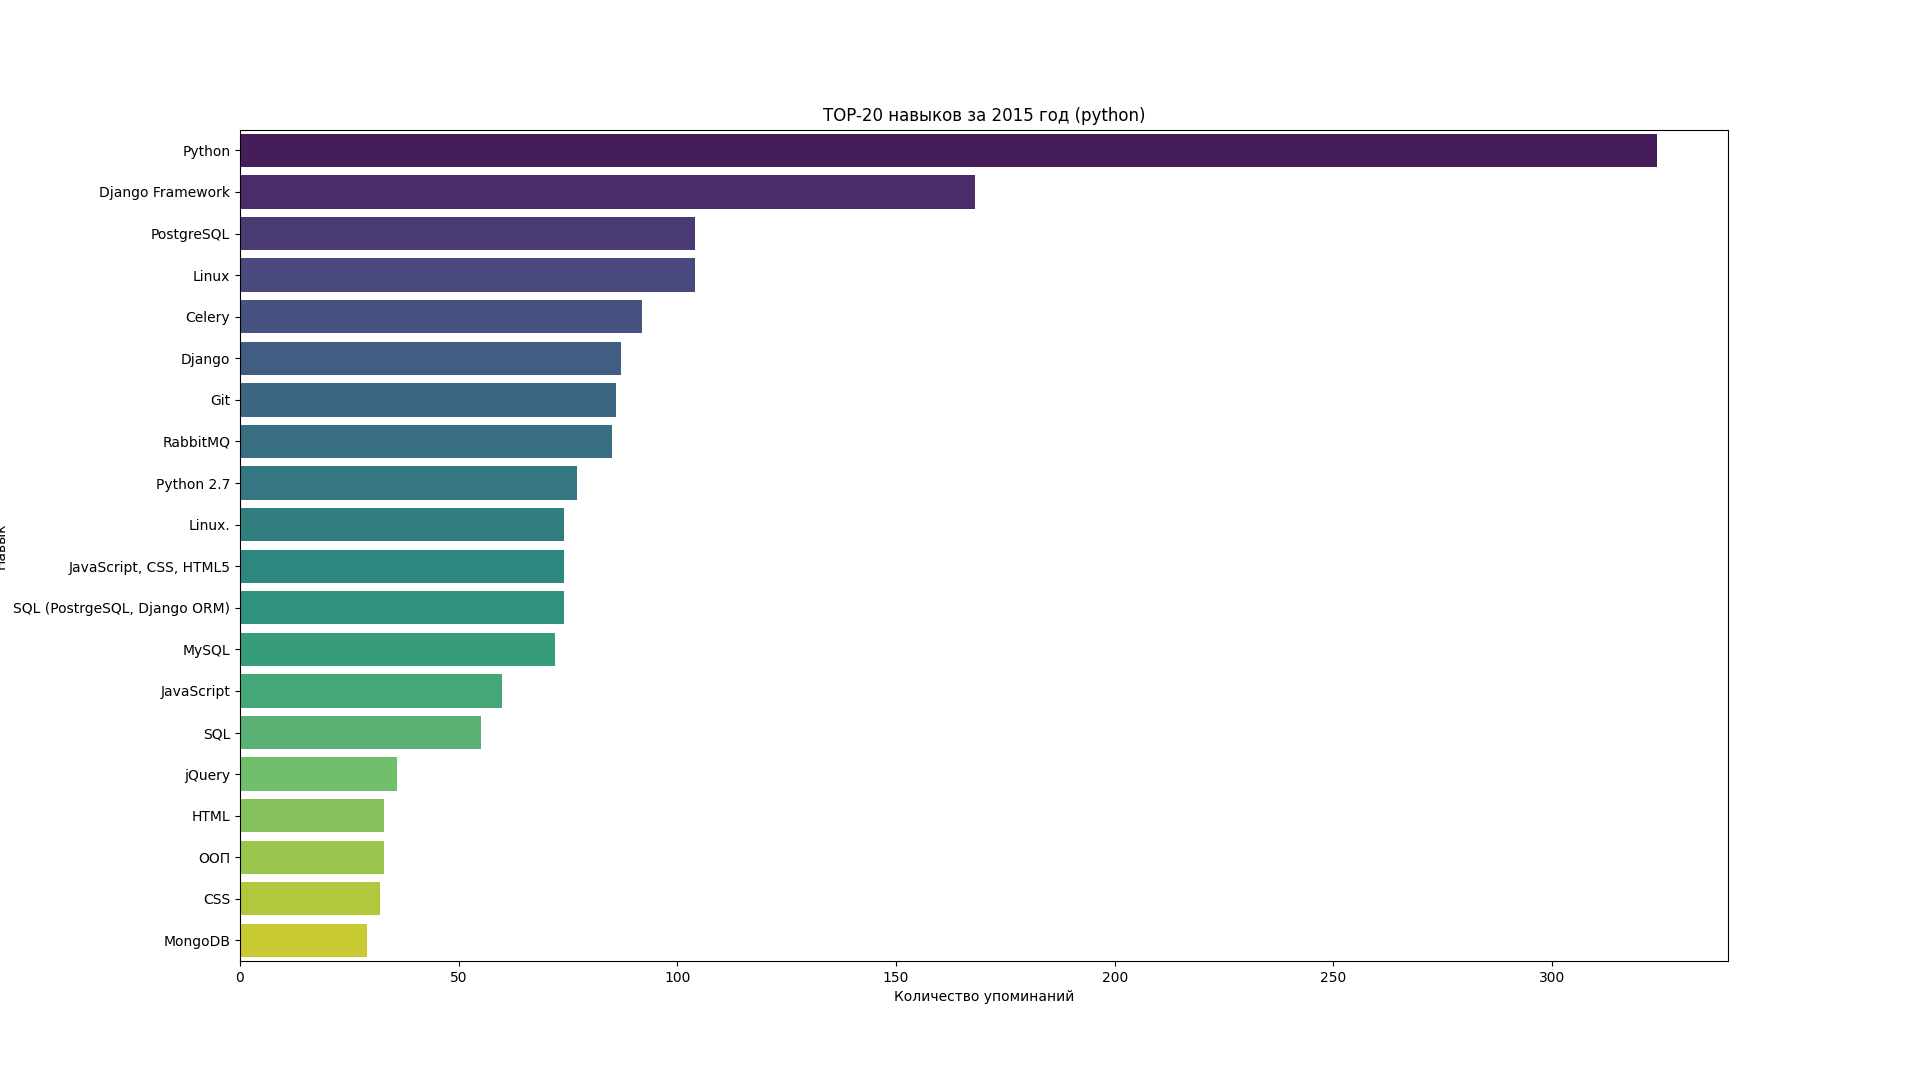 TOP-20 навыков за 2015 год (python)
Python
Django Framework
PostgreSQL
Linux
Celery
Django
Git
RabbitMQ
Python 2.7
Linux.
JavaScript, CSS, HTML5
SQL (PostrgeSQL, Django ORM)
MySQL
JavaScript
SQL
jQuery
HTML
ООП
CSS
MongoDB
0 50 100 150 200 250 300
Количество упоминаний